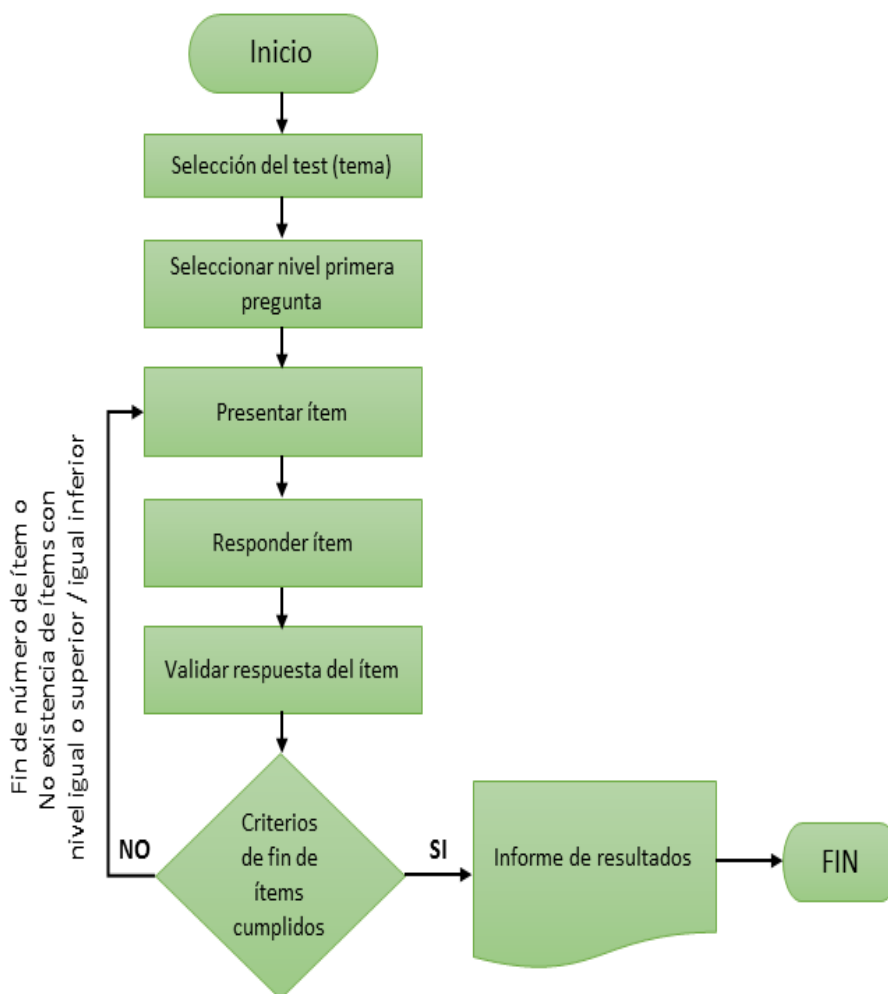 Inicio
Selección del test (tema)
Seleccionar nivel primera
pregunta
Presentar ítem
Responder ítem
Validar respuesta del ítem
Fin de número de ítem o
No existencia de ítems con
nivel igual o superior / igual inferior
NO
Criterios
de fin de
ítems
cumplidos
SI
Informe de resultados
FIN